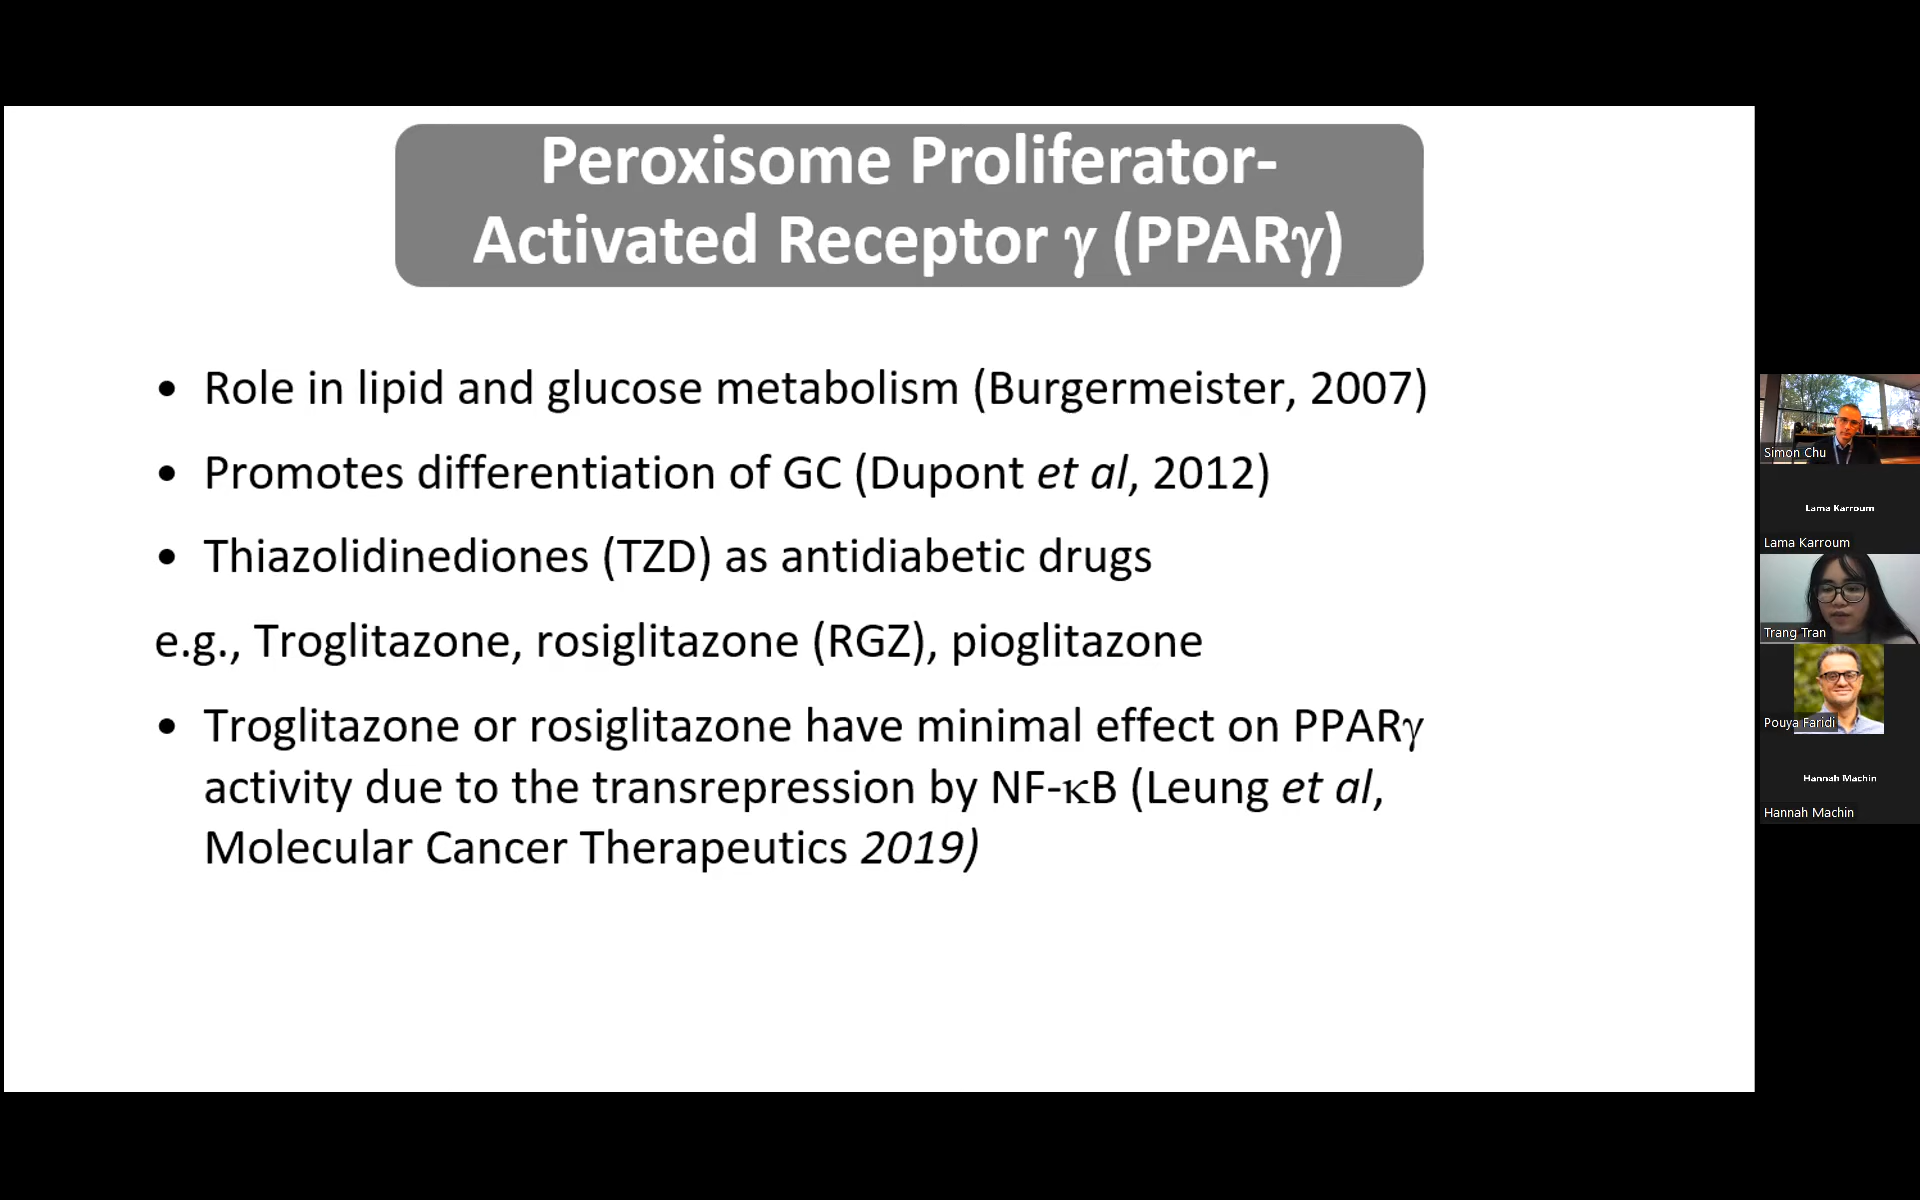 Peroxisome Proliferator-
Activated Receptor γ (PPARγ)
• Role in lipid and glucose metabolism (Burgermeister, 2007)
• Promotes differentiation of GC (Dupont et al, 2012)
• Thiazolidinediones (TZD) as antidiabetic drugs
e.g., Troglitazone, rosiglitazone (RGZ), pioglitazone
• Troglitazone or rosiglitazone have minimal effect on PPARγ
activity due to the transrepression by NF-κB (Leung et al,
Molecular Cancer Therapeutics 2019)
Simon Chu
Lama Karroum
Lama Karroum
Trang Tran
Pouya Faridi
Hannah Machin
Hannah Machin